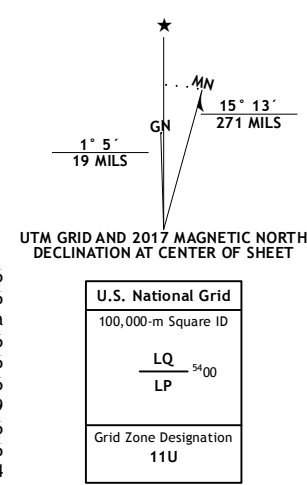 ★
MN
GN
15° 13´
271 MILS
1° 5´
19 MILS
UTM GRID AND 2017 MAGNETIC NORTH
DECLINATION AT CENTER OF SHEET
U.S. National Grid
100,000-m Square ID
LQ
5400
LP
Grid Zone Designation
11U